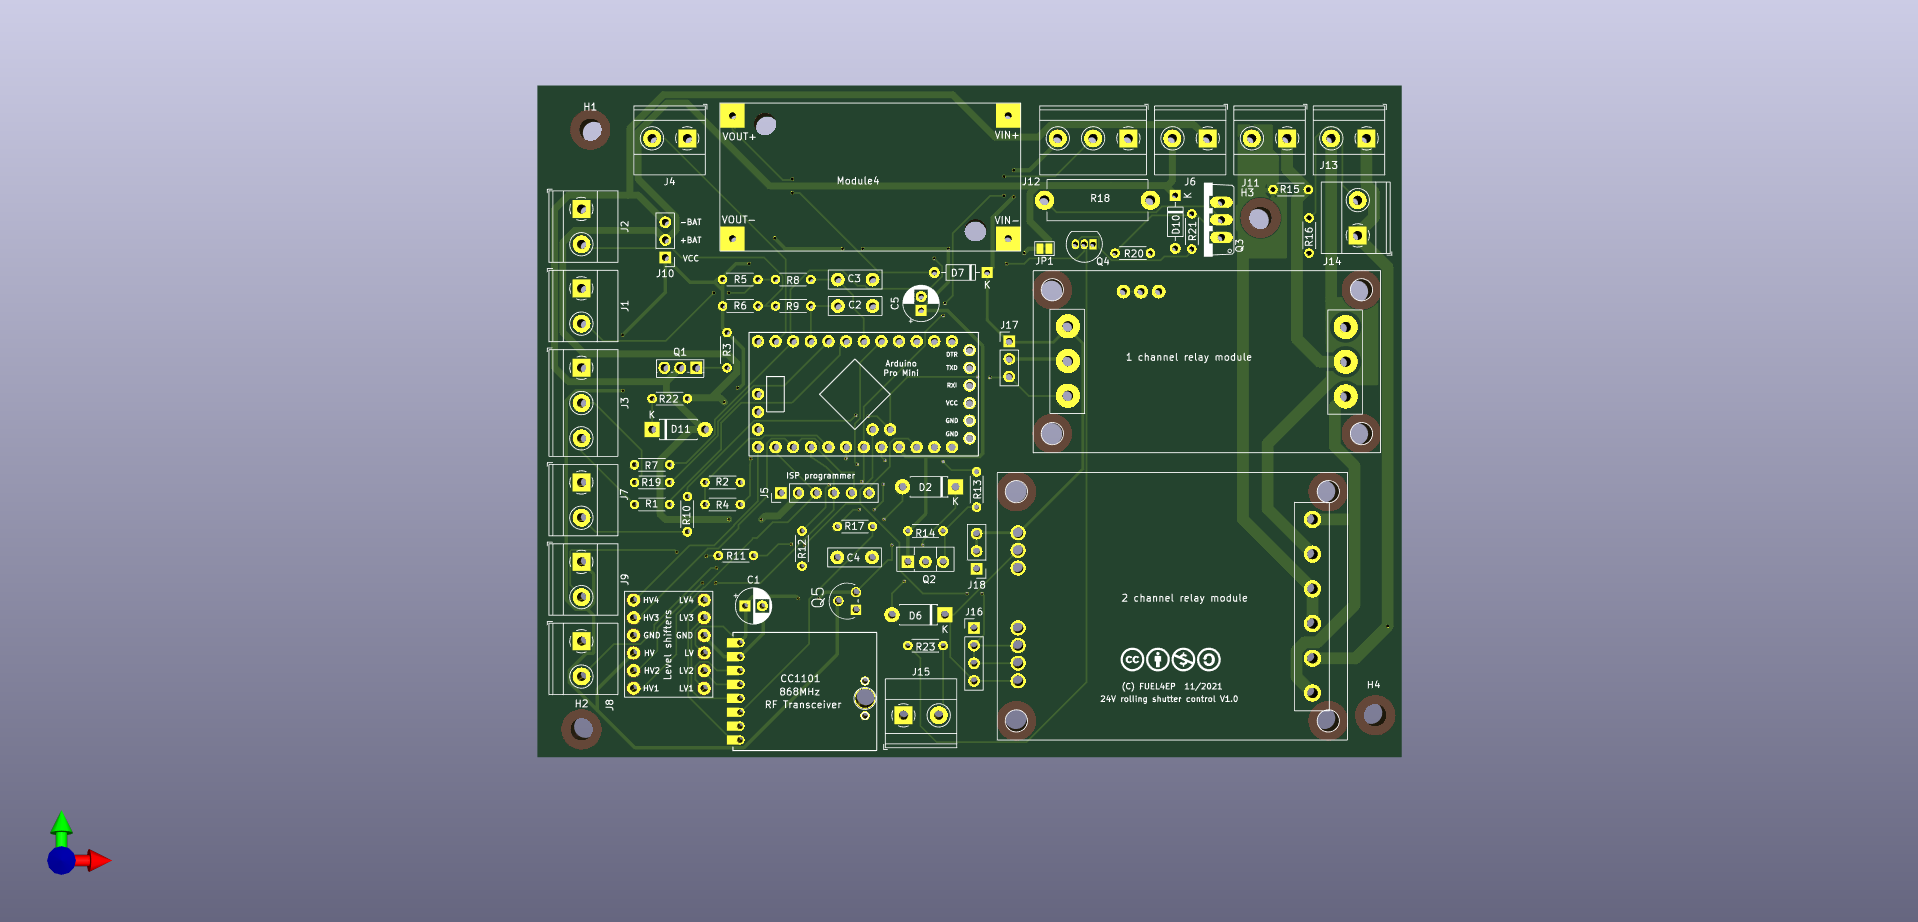 H1
VOUT+
VIN+
J4
Module4
J12
J6
J11
H3
J13
R15
R18
K
J2
-BAT
+BAT
VCC
J10
VOUT-
VIN-
D10
R21
Q3
R16
J14
JP1
Q4
R20
J1
R5
R8
C3
D7
K
R6
R9
C2
C5
+
J17
R3
Q1
Arduino
Pro Mini
DTR
TXD
RXI
VCC
GND
GND
1 channel relay module
J3
R22
K
D11
R7
R19
R2
J7
R1
R10
R4
ISP programmer
J5
D2
K
R13
R17
R14
R12
R11
C4
Q2
J18
J9
C1
+
Q5
D6
K
J16
2 channel relay module
HV4
LV4
HV3
LV3
GND
GND
HV
LV
HV2
LV2
HV1
LV1
Level shifters
R23
J15
CC1101
868MHz
RF Transceiver
cc
(C) FUEL4EP 11/2021
24V rolling shutter control V1.0
H4
H2
J8